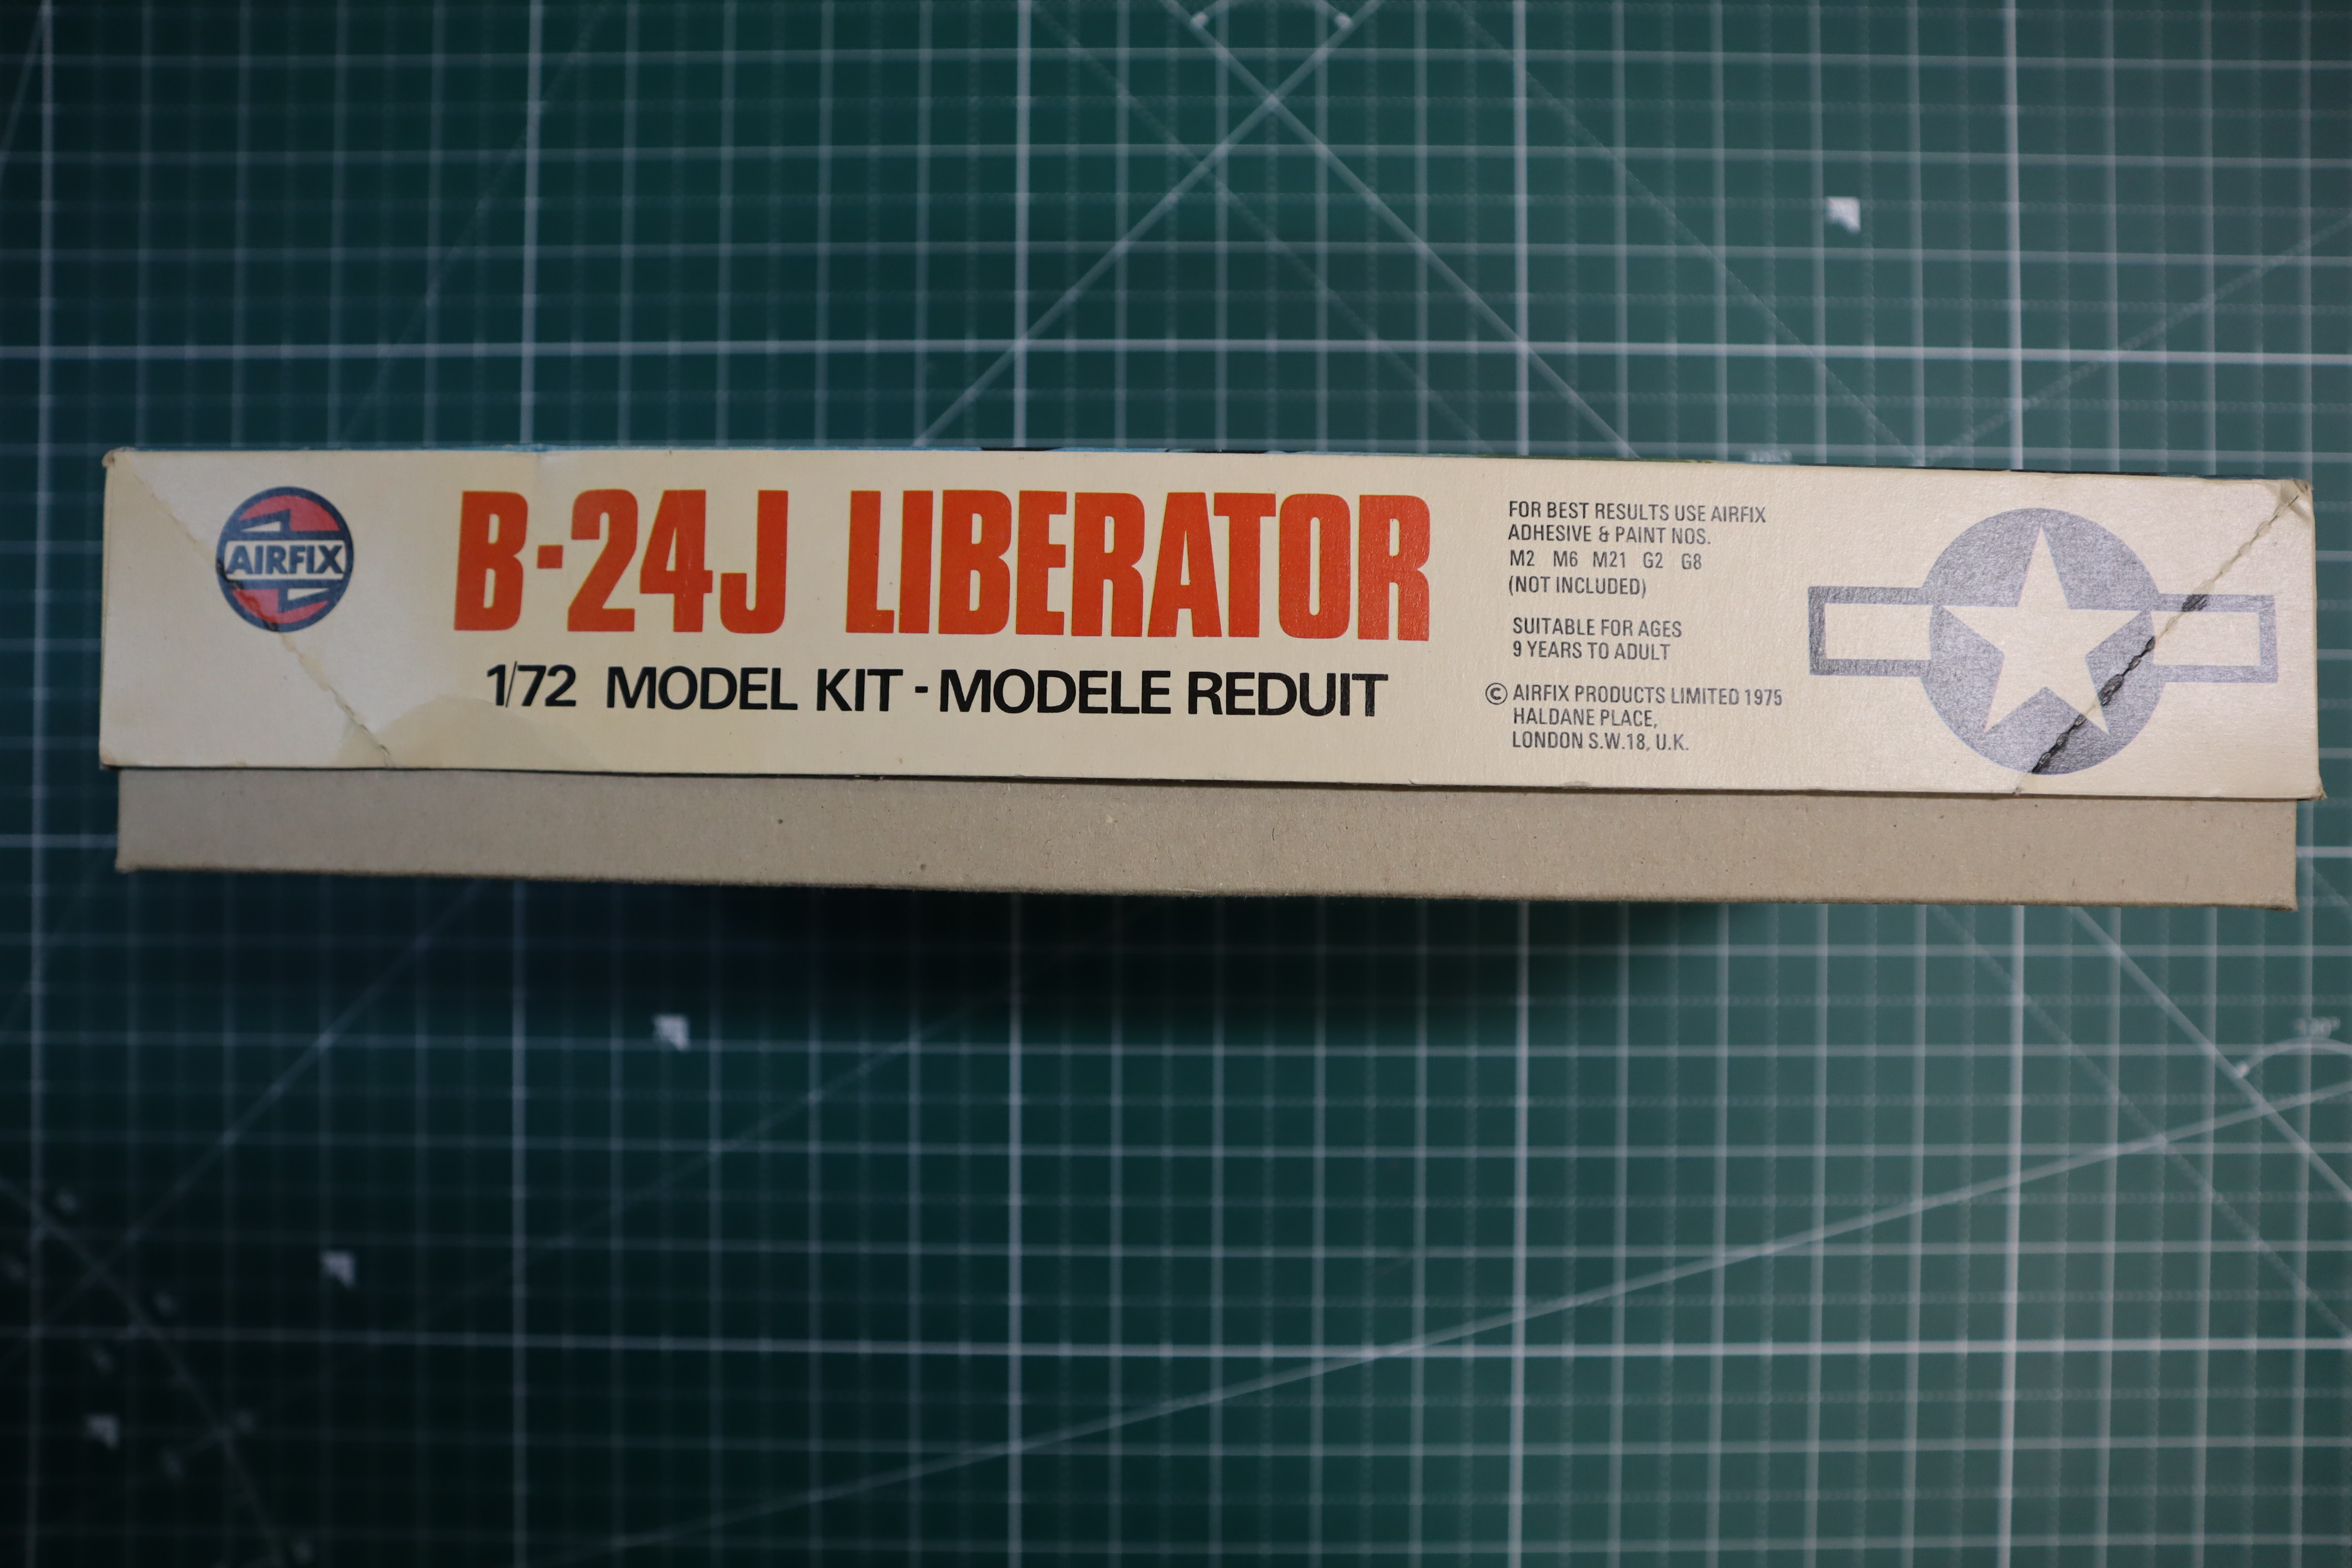 AIRFIX
B-24J LIBERATOR
1/72 MODEL KIT - MODELE REDUIT
FOR BEST RESULTS USE AIRFIX
ADHESIVE & PAINT NOS.
M2 M6 M21 G2 G8
(NOT INCLUDED)
SUITABLE FOR AGES
9 YEARS TO ADULT
© AIRFIX PRODUCTS LIMITED 1975
HALDANE PLACE,
LONDON S.W.18, U.K.